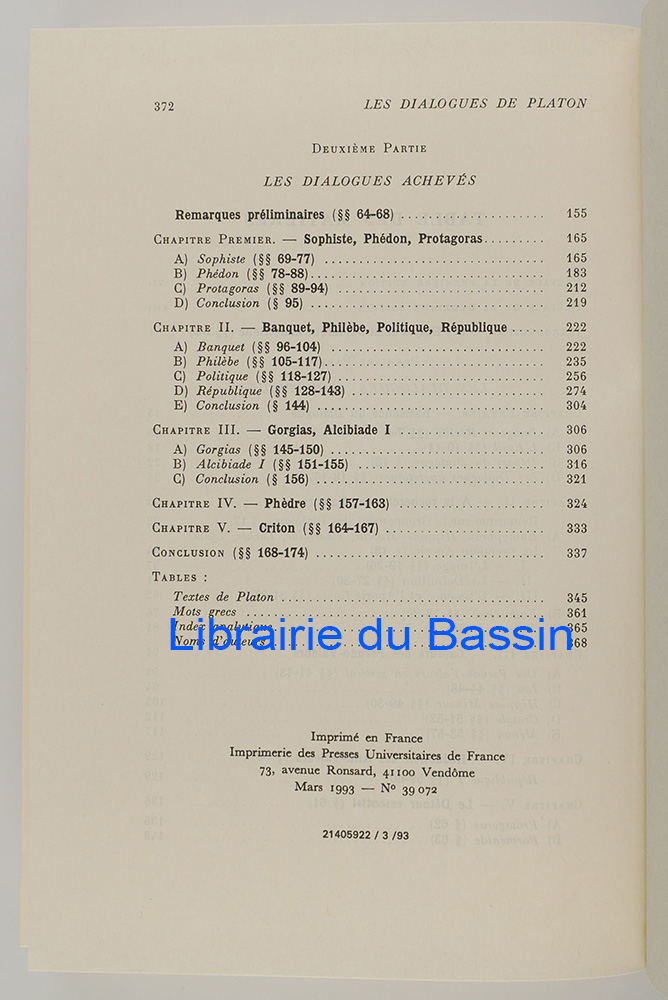 372 LES DIALOGUES DE PLATON
DEUXIÈME PARTIE
LES DIALOGUES ACHEVÉS
Remarques préliminaires (§§ 64-68) .................... 155
CHAPITRE PREMIER. — Sophiste, Phédon, Protagoras......... 165
A) Sophiste (§§ 69-77) .............................. 165
B) Phédon (§§ 78-88)................................ 183
C) Protagoras (§§ 89-94) ............................ 212
D) Conclusion (§ 95) ................................ 219
CHAPITRE II. — Banquet, Philèbe, Politique, République ..... 222
A) Banquet (§§ 96-104) .............................. 222
B) Philèbe (§§ 105-117).............................. 235
C) Politique (§§ 118-127) ............................ 256
D) République (§§ 128-143) .......................... 274
E) Conclusion (§ 144) ............................... 304
CHAPITRE III. — Gorgias, Alcibiade I .................... 306
A) Gorgias (§§ 145-150) .............................. 306
B) Alcibiade I (§§ 151-155) .......................... 316
C) Conclusion (§ 156) ............................... 321
CHAPITRE IV. — Phèdre (§§ 157-163) .................... 324
CHAPITRE V. — Criton (§§ 164-167) ...................... 333
CONCLUSION (§§ 168-174) ................................ 337
TABLES :
Textes de Platon .................................... 345
Mots grecs .......................................... 361
Index analytique .................................... 365
Noms d'auteurs ...................................... 368
Librairie du Bassin
Imprimé en France
Imprimerie des Presses Universitaires de France
73, avenue Ronsard, 41100 Vendôme
Mars 1993 — Nº 39 072
21405922 / 3 /93